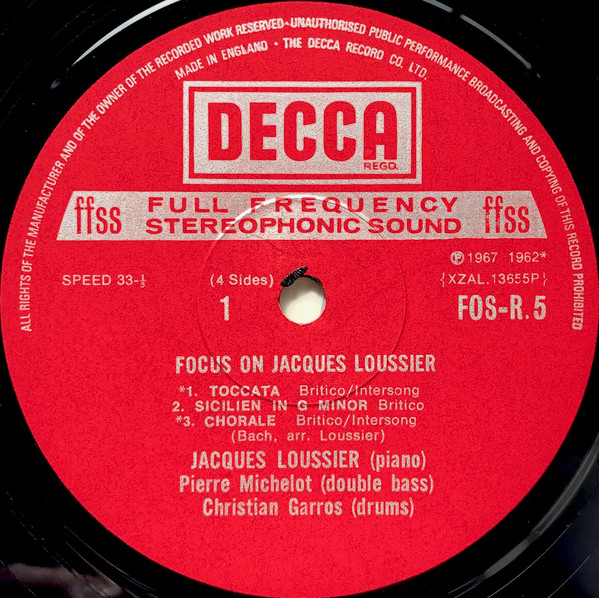 ALL RIGHTS OF THE MANUFACTURER AND OF THE OWNER OF THE RECORDED WORK RESERVED·UNAUTHORISED PUBLIC PERFORMANCE BROADCASTING AND COPYING OF THIS RECORD PROHIBITED
MADE IN ENGLAND · THE DECCA RECORD CO. LTD.
DECCA
REGD.
ffss FULL FREQUENCY STEREOPHONIC SOUND ffss
Ⓟ 1967 1962*
SPEED 33-⅓ (4 Sides) {XZAL.13655P}
1 FOS-R.5
FOCUS ON JACQUES LOUSSIER
*1. TOCCATA Britico/Intersong
2. SICILIEN IN G MINOR Britico
*3. CHORALE Britico/Intersong
(Bach, arr. Loussier)
JACQUES LOUSSIER (piano)
Pierre Michelot (double bass)
Christian Garros (drums)